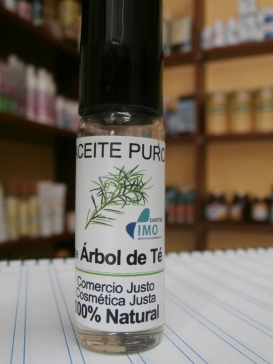 ACEITE PURO
IMO
Árbol de Té
Comercio Justo
Cosmética Justa
100% Natural